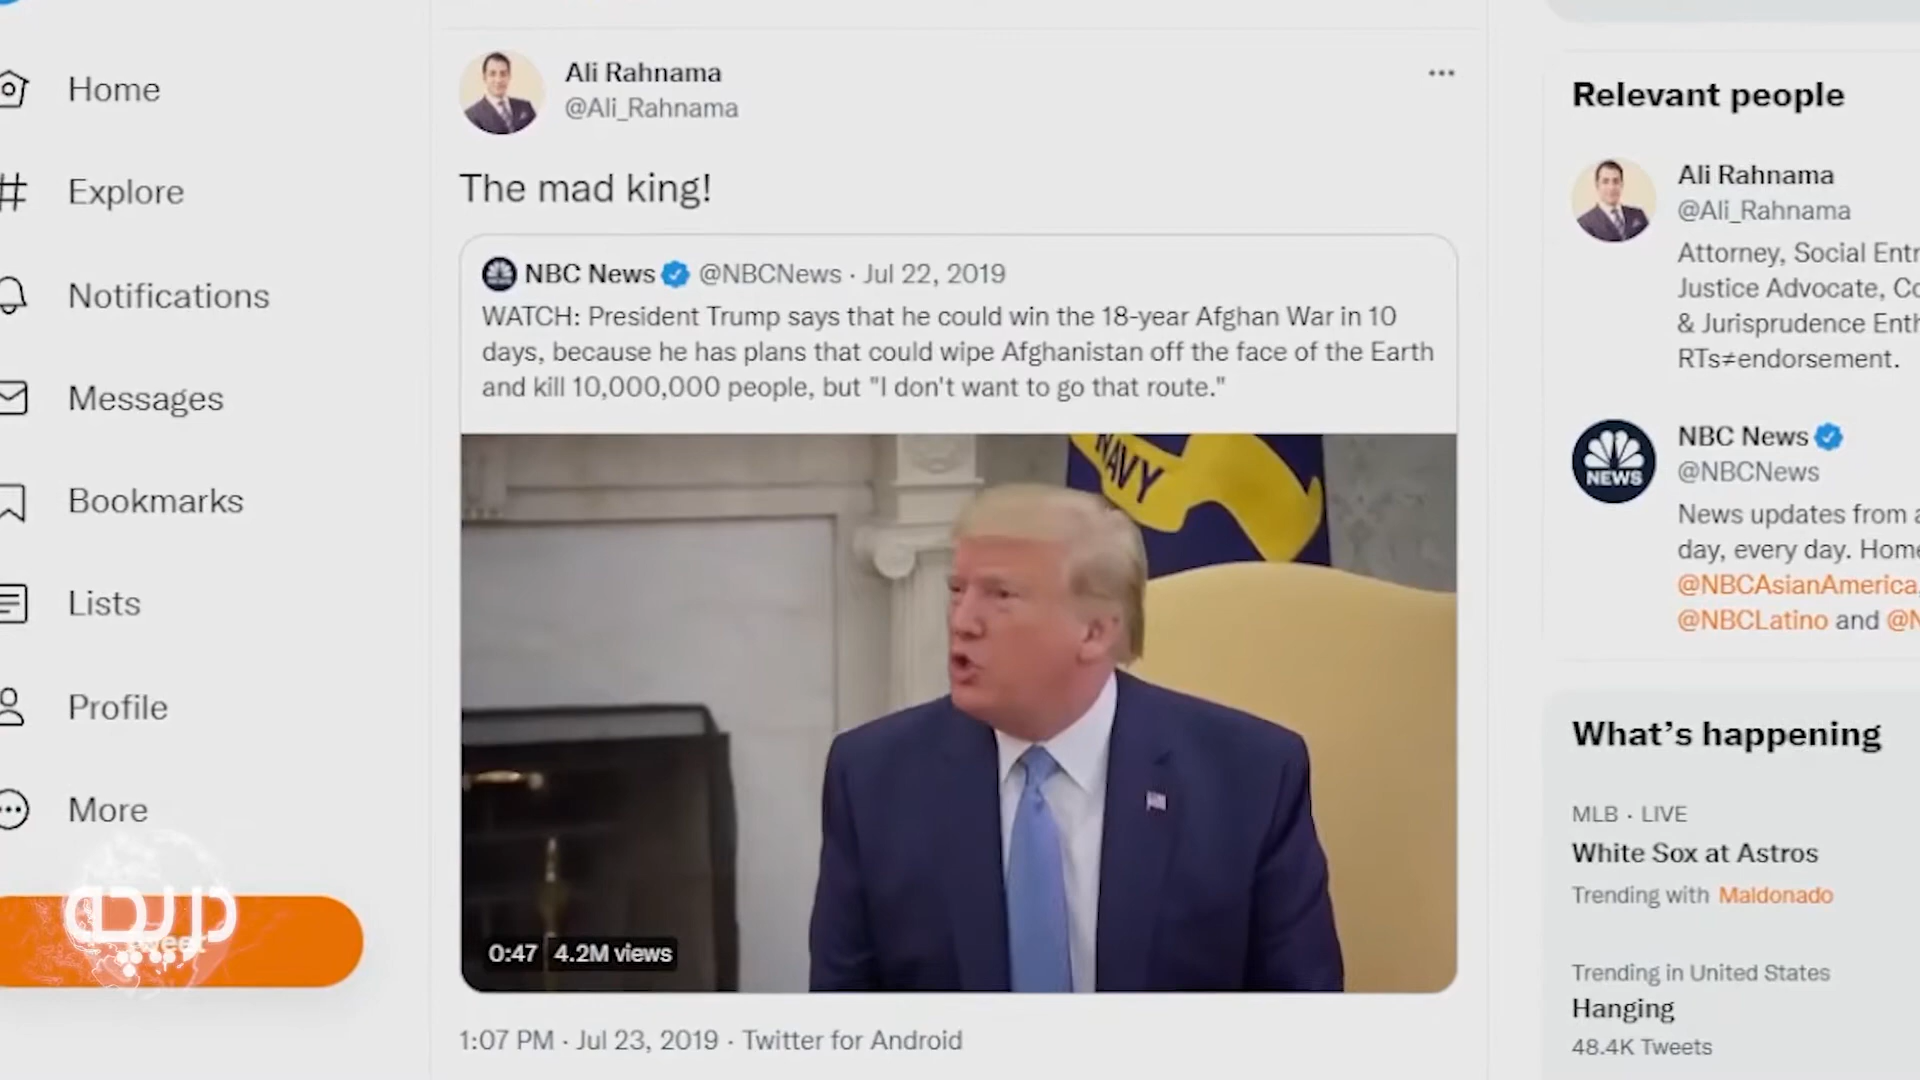 Home
Explore
Notifications
Messages
Bookmarks
Lists
Profile
More
دریچه
Ali Rahnama
@Ali_Rahnama
The mad king!
NBC News @NBCNews · Jul 22, 2019
WATCH: President Trump says that he could win the 18-year Afghan War in 10
days, because he has plans that could wipe Afghanistan off the face of the Earth
and kill 10,000,000 people, but "I don't want to go that route."
NAVY
0:47 4.2M views
1:07 PM · Jul 23, 2019 · Twitter for Android
Relevant people
Ali Rahnama
@Ali_Rahnama
Attorney, Social
Justice Advocate,
& Jurisprudence
RTs≠endorsement.
NEWS
NBC News
@NBCNews
News updates from
day, every day.
@NBCAsianAmerica,
@NBCLatino and
What's happening
MLB · LIVE
White Sox at Astros
Trending with Maldonado
Trending in United States
Hanging
48.4K Tweets